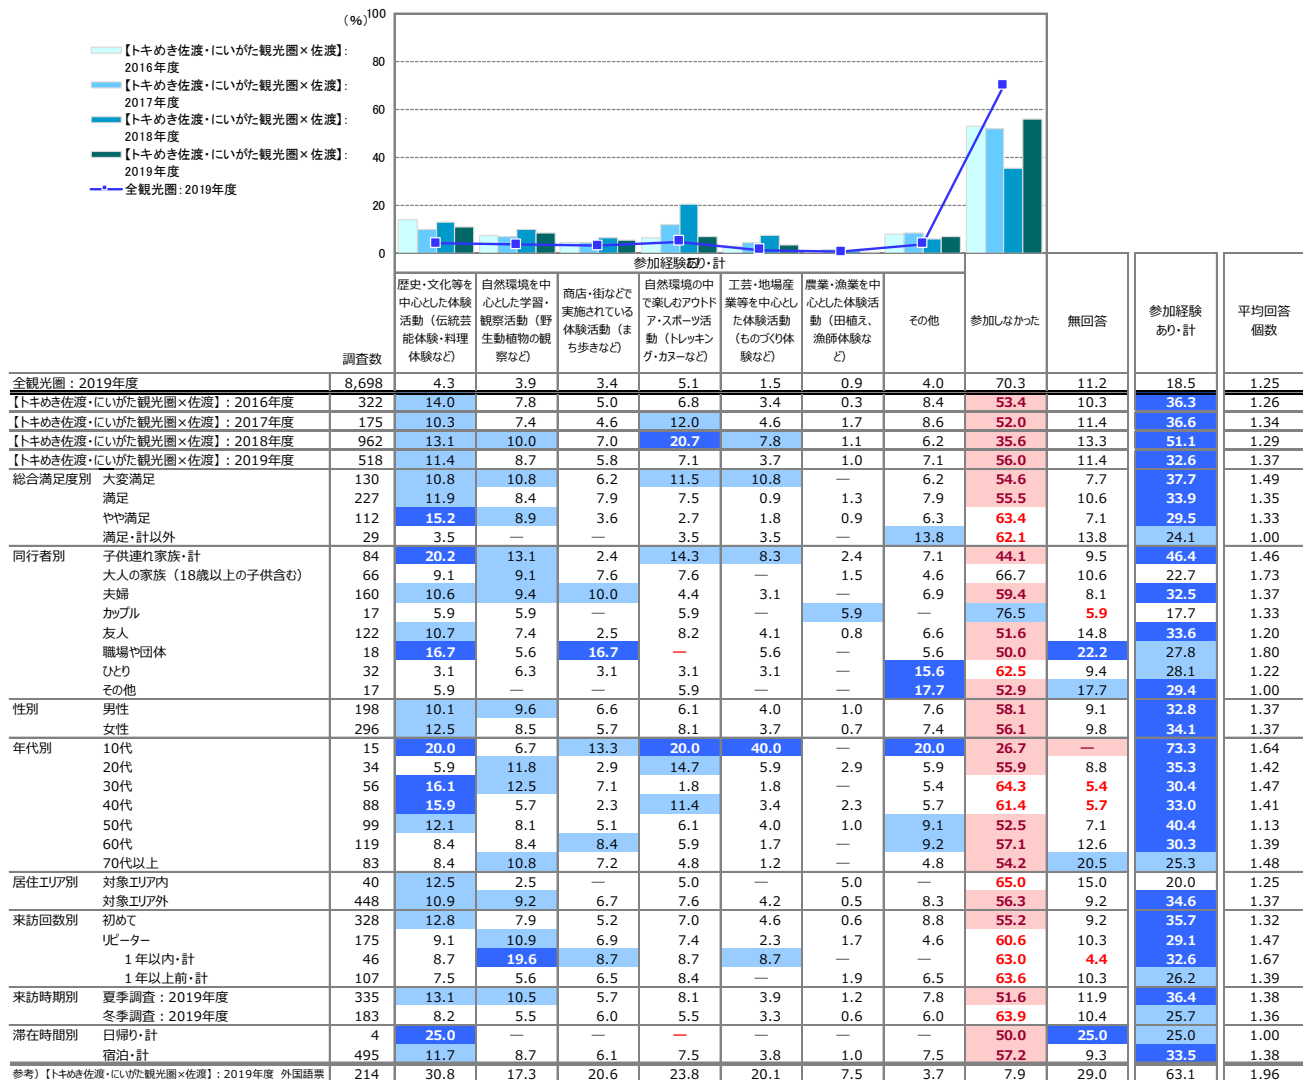 (%)
100
80
60
40
20
0
【トキめき佐渡・にいがた観光圏×佐渡】:
2016年度
【トキめき佐渡・にいがた観光圏×佐渡】:
2017年度
【トキめき佐渡・にいがた観光圏×佐渡】:
2018年度
【トキめき佐渡・にいがた観光圏×佐渡】:
2019年度
全観光圏:2019年度
参加経験あり・計
調査数
歴史・文化等を
中心とした体験
活動（伝統芸
能体験・料理
体験など）
自然環境を中
心とした学習・
観察活動（野
生動植物の観
察など）
商店・街などで
実施されている
体験活動（ま
ち歩きなど）
自然環境の中
で楽しむアウトド
ア・スポーツ活
動（トレッキン
グ・カヌーなど）
工芸・地場産
業等を中心とし
た体験活動
（ものづくり体
験など）
農業・漁業を中
心とした体験活
動（田植え、
漁師体験な
ど）
その他
参加しなかった
無回答
参加経験
あり・計
平均回答
個数
全観光圏：2019年度 8,698 4.3 3.9 3.4 5.1 1.5 0.9 4.0 70.3 11.2 18.5 1.25
【トキめき佐渡・にいがた観光圏×佐渡】：2016年度 322 14.0 7.8 5.0 6.8 3.4 0.3 8.4 53.4 10.3 36.3 1.26
【トキめき佐渡・にいがた観光圏×佐渡】：2017年度 175 10.3 7.4 4.6 12.0 4.6 1.7 8.6 52.0 11.4 36.6 1.34
【トキめき佐渡・にいがた観光圏×佐渡】：2018年度 962 13.1 10.0 7.0 20.7 7.8 1.1 6.2 35.6 13.3 51.1 1.29
【トキめき佐渡・にいがた観光圏×佐渡】：2019年度 518 11.4 8.7 5.8 7.1 3.7 1.0 7.1 56.0 11.4 32.6 1.37
総合満足度別 大変満足 130 10.8 10.8 6.2 11.5 10.8 — 6.2 54.6 7.7 37.7 1.49
満足 227 11.9 8.4 7.9 7.5 0.9 1.3 7.9 55.5 10.6 33.9 1.35
やや満足 112 15.2 8.9 3.6 2.7 1.8 0.9 6.3 63.4 7.1 29.5 1.33
満足・計以外 29 3.5 — — 3.5 3.5 — 13.8 62.1 13.8 24.1 1.00
同行者別 子供連れ家族・計 84 20.2 13.1 2.4 14.3 8.3 2.4 7.1 44.1 9.5 46.4 1.46
大人の家族（18歳以上の子供含む） 66 9.1 9.1 7.6 7.6 — 1.5 4.6 66.7 10.6 22.7 1.73
夫婦 160 10.6 9.4 10.0 4.4 3.1 — 6.9 59.4 8.1 32.5 1.37
カップル 17 5.9 5.9 — 5.9 — 5.9 — 76.5 5.9 17.7 1.33
友人 122 10.7 7.4 2.5 8.2 4.1 0.8 6.6 51.6 14.8 33.6 1.20
職場や団体 18 16.7 5.6 16.7 — 5.6 — 5.6 50.0 22.2 27.8 1.80
ひとり 32 3.1 6.3 3.1 3.1 3.1 — 15.6 62.5 9.4 28.1 1.22
その他 17 5.9 — — 5.9 — — 17.7 52.9 17.7 29.4 1.00
性別 男性 198 10.1 9.6 6.6 6.1 4.0 1.0 7.6 58.1 9.1 32.8 1.37
女性 296 12.5 8.5 5.7 8.1 3.7 0.7 7.4 56.1 9.8 34.1 1.37
年代別 10代 15 20.0 6.7 13.3 20.0 40.0 — 20.0 26.7 — 73.3 1.64
20代 34 5.9 11.8 2.9 14.7 5.9 2.9 5.9 55.9 8.8 35.3 1.42
30代 56 16.1 12.5 7.1 1.8 1.8 — 5.4 64.3 5.4 30.4 1.47
40代 88 15.9 5.7 2.3 11.4 3.4 2.3 5.7 61.4 5.7 33.0 1.41
50代 99 12.1 8.1 5.1 6.1 4.0 1.0 9.1 52.5 7.1 40.4 1.13
60代 119 8.4 8.4 8.4 5.9 1.7 — 9.2 57.1 12.6 30.3 1.39
70代以上 83 8.4 10.8 7.2 4.8 1.2 — 4.8 54.2 20.5 25.3 1.48
居住エリア別 対象エリア内 40 12.5 2.5 — 5.0 — 5.0 — 65.0 15.0 20.0 1.25
対象エリア外 448 10.9 9.2 6.7 7.6 4.2 0.5 8.3 56.3 9.2 34.6 1.37
来訪回数別 初めて 328 12.8 7.9 5.2 7.0 4.6 0.6 8.8 55.2 9.2 35.7 1.32
リピーター 175 9.1 10.9 6.9 7.4 2.3 1.7 4.6 60.6 10.3 29.1 1.47
１年以内・計 46 8.7 19.6 8.7 8.7 8.7 — — 63.0 4.4 32.6 1.67
１年以上前・計 107 7.5 5.6 6.5 8.4 — 1.9 6.5 63.6 10.3 26.2 1.39
来訪時期別 夏季調査：2019年度 335 13.1 10.5 5.7 8.1 3.9 1.2 7.8 51.6 11.9 36.4 1.38
冬季調査：2019年度 183 8.2 5.5 6.0 5.5 3.3 0.6 6.0 63.9 10.4 25.7 1.36
滞在時間別 日帰り・計 4 25.0 — — — — — — 50.0 25.0 25.0 1.00
宿泊・計 495 11.7 8.7 6.1 7.5 3.8 1.0 7.5 57.2 9.3 33.5 1.38
参考）【トキめき佐渡・にいがた観光圏×佐渡】：2019年度 外国語票 214 30.8 17.3 20.6 23.8 20.1 7.5 3.7 7.9 29.0 63.1 1.96